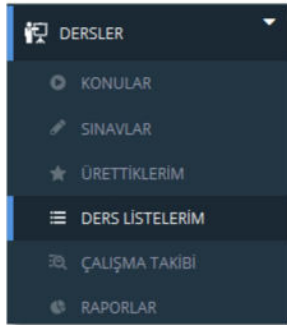 DERSLER
KONULAR
SINAVLAR
ÜRETTİKLERİM
DERS LİSTELERİM
ÇALIŞMA TAKİBİ
RAPORLAR